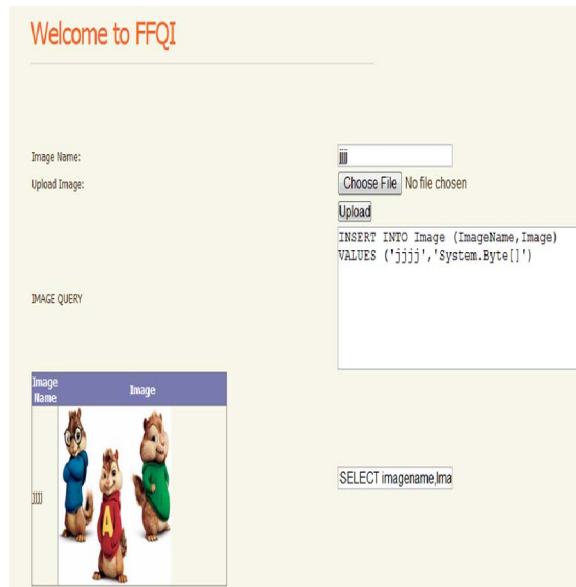 Welcome to FFQI
Image Name:
jjjj
Upload Image:
Choose File No file chosen
Upload
INSERT INTO Image (ImageName,Image)
VALUES ('jjjj','System.Byte[]')
IMAGE QUERY
Image Name
Image
jjjj
A
SELECT imagename,Ima